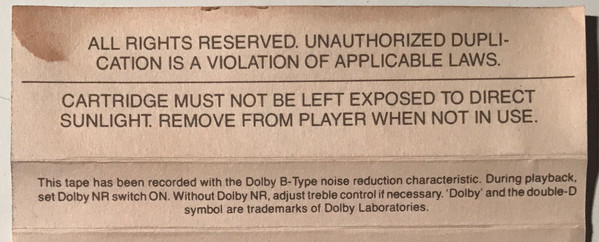 ALL RIGHTS RESERVED. UNAUTHORIZED DUPLI-
CATION IS A VIOLATION OF APPLICABLE LAWS.
CARTRIDGE MUST NOT BE LEFT EXPOSED TO DIRECT
SUNLIGHT. REMOVE FROM PLAYER WHEN NOT IN USE.
This tape has been recorded with the Dolby B-Type noise reduction characteristic. During playback,
set Dolby NR switch ON. Without Dolby NR, adjust treble control if necessary. 'Dolby' and the double-D
symbol are trademarks of Dolby Laboratories.